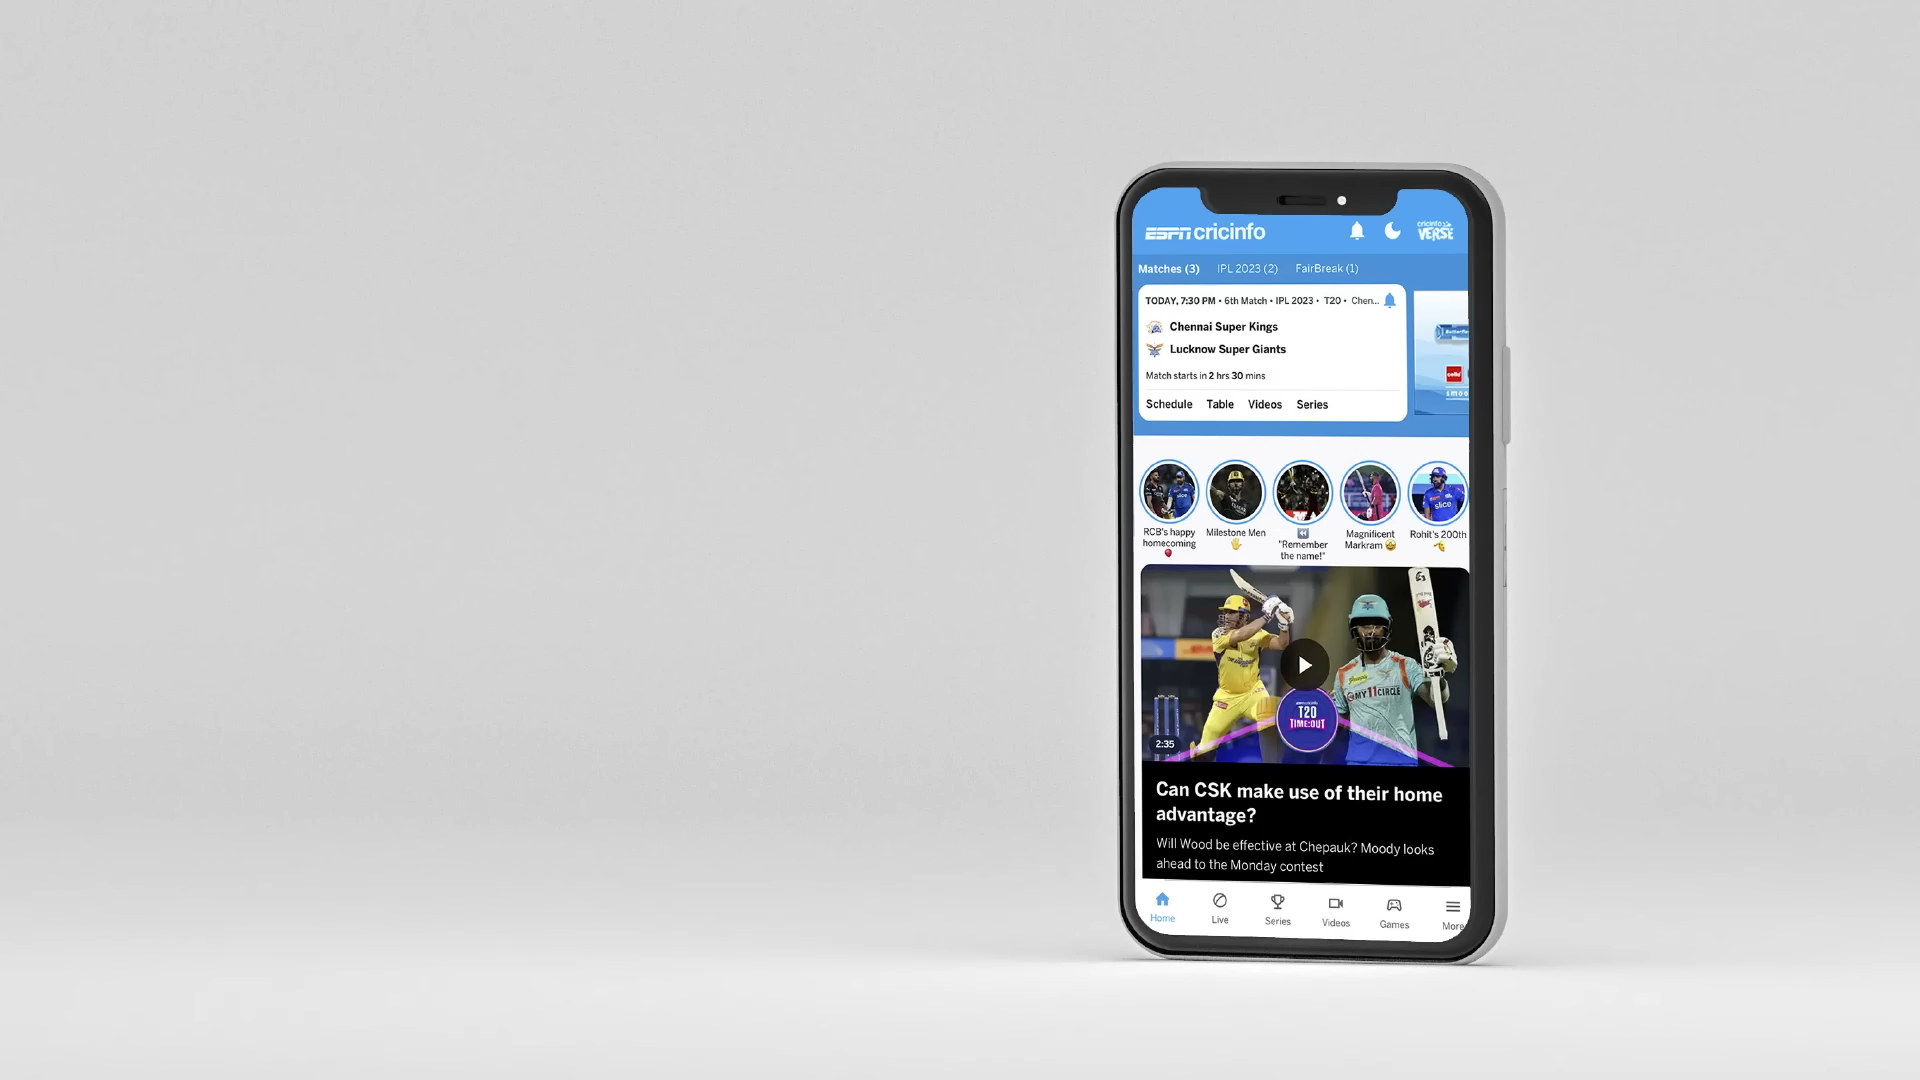 ESPN cricinfo
cricinfo
VERSE
Matches (3) IPL 2023 (2) FairBreak (1)
TODAY, 7:30 PM • 6th Match • IPL 2023 • T20 • Chen...
Chennai Super Kings
Lucknow Super Giants
Match starts in 2 hrs 30 mins
Schedule Table Videos Series
RCB's happy homecoming
Milestone Men
"Remember the name!"
Magnificent Markram
Rohit's 200th
slice
slice
MY11CIRCLE
ESPNcricinfo
T20
TIME:OUT
2:35
Can CSK make use of their home
advantage?
Will Wood be effective at Chepauk? Moody looks
ahead to the Monday contest
Home Live Series Videos Games More